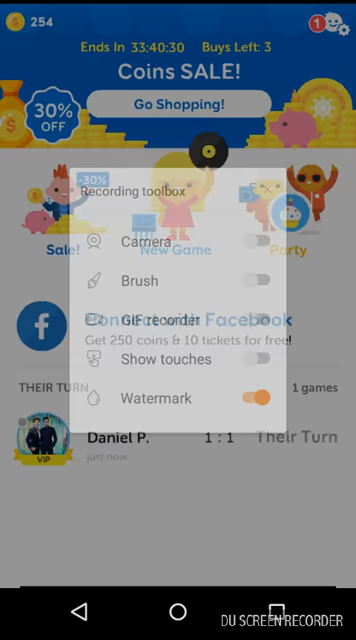 254
1
Ends In 33:40:30 Buys Left: 3
Coins SALE!
30%
OFF
Go Shopping!
-30%
Recording toolbox
Sale!
New Game
Party
Camera
Brush
Connect with Facebook
GIF recorder
Get 250 coins & 10 tickets for free!
Show touches
THEIR TURN
1 games
Watermark
Daniel P.
1 : 1
Their Turn
VIP
just now
DU SCREEN RECORDER